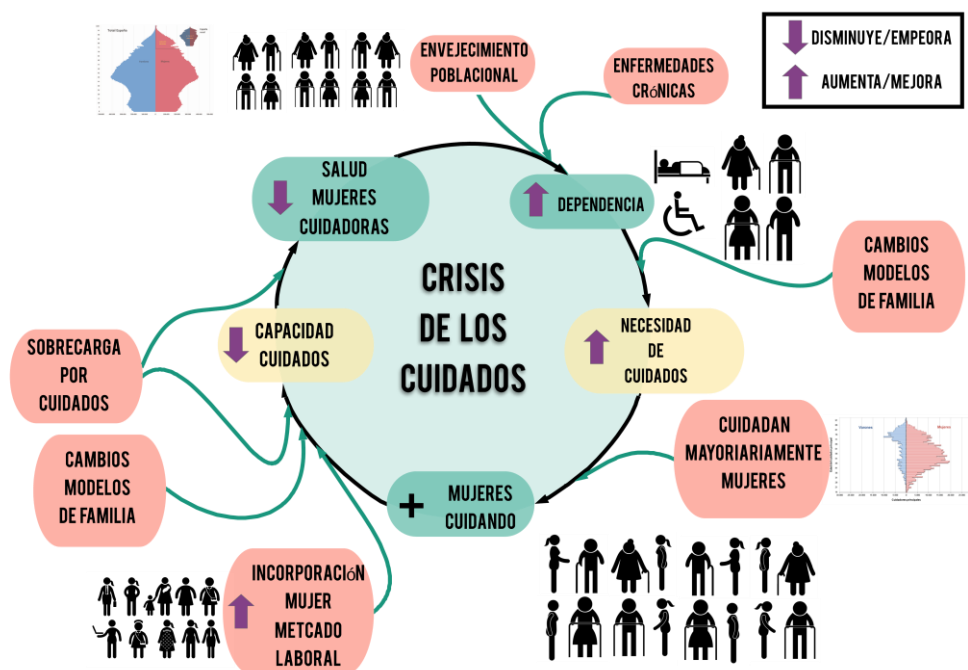 ENVEJECIMIENTO
POBLACIONAL
ENFERMEDADES
CRóNICAS
DISMINUYE/EMPEORA
AUMENTA/MEJORA
SALUD
MUJERES
CUIDADORAS
DEPENDENCIA
CAMBIOS
MODELOS
DE FAMILIA
CRISIS
DE LOS
CUIDADOS
CAPACIDAD
CUIDADOS
NECESIDAD
DE
CUIDADOS
SOBRECARGA
POR
CUIDADOS
CUIDADAN
MAYORIARIAMENTE
MUJERES
CAMBIOS
MODELOS
DE FAMILIA
+ MUJERES
CUIDANDO
INCORPORACIóN
MUJER
METCADO
LABORAL